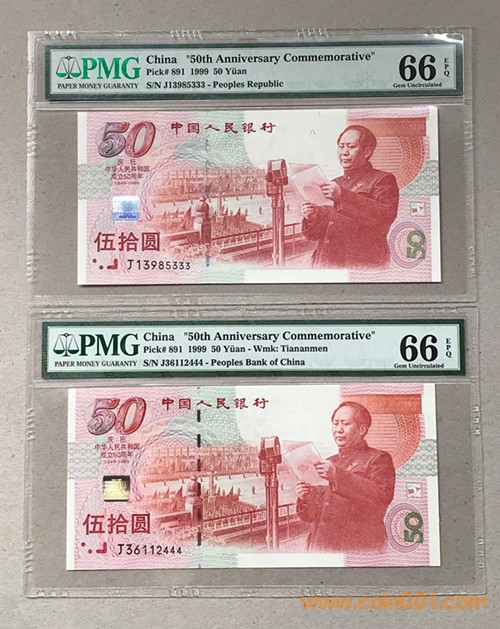 PMG
PAPER MONEY GUARANTY
China "50th Anniversary Commemorative"
Pick# 891 1999 50 Yüan
S/N J13985333 - Peoples Republic
66 EPQ
Gem Uncirculated
50
中国人民银行
庆祝
中华人民共和国
成立50周年
1949-1999
伍拾圆
J13985333
50
PMG
PAPER MONEY GUARANTY
China "50th Anniversary Commemorative"
Pick# 891 1999 50 Yüan - Wmk: Tiananmen
S/N J36112444 - Peoples Bank of China
66 EPQ
Gem Uncirculated
50
中国人民银行
庆祝
中华人民共和国
成立50周年
1949-1999
伍拾圆
J36112444
50
www.coin001.com